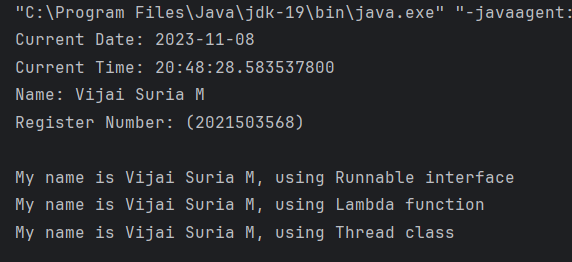 "C:\Program Files\Java\jdk-19\bin\java.exe" "-javaagent:
Current Date: 2023-11-08
Current Time: 20:48:28.583537800
Name: Vijai Suria M
Register Number: (2021503568)
My name is Vijai Suria M, using Runnable interface
My name is Vijai Suria M, using Lambda function
My name is Vijai Suria M, using Thread class